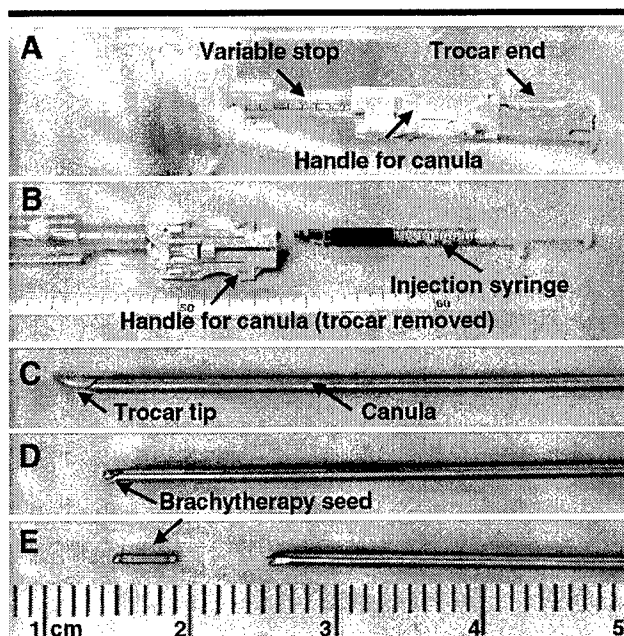 A
Variable stop
Trocar end
Handle for canula
B
Injection syringe
50
60
Handle for canula (trocar removed)
C
Trocar tip
Canula
D
Brachytherapy seed
E
1 cm 2 3 4 5